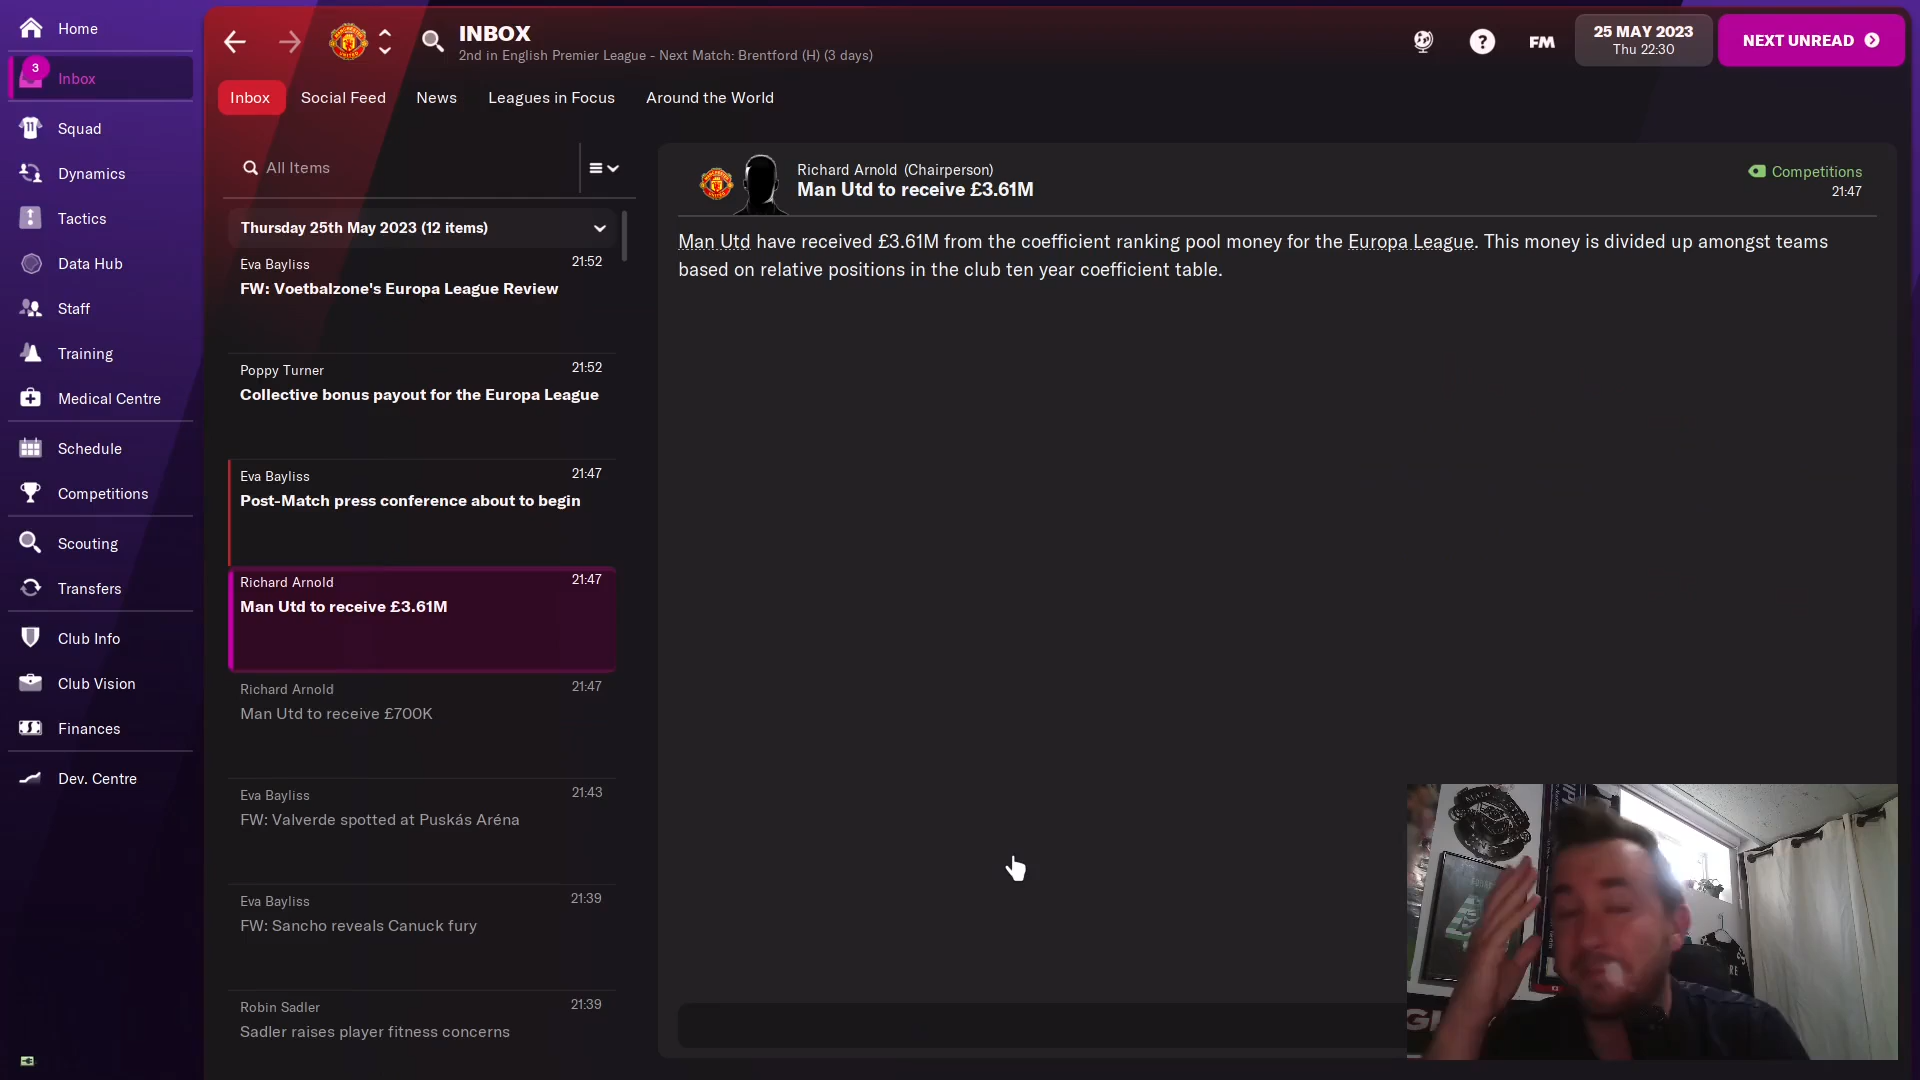 Home
3
Inbox
Squad
Dynamics
Tactics
Data Hub
Staff
Training
Medical Centre
Schedule
Competitions
Scouting
Transfers
Club Info
Club Vision
Finances
Dev. Centre
INBOX
2nd in English Premier League - Next Match: Brentford (H) (3 days)
FM
25 MAY 2023
Thu 22:30
NEXT UNREAD
Inbox
Social Feed
News
Leagues in Focus
Around the World
All Items
Thursday 25th May 2023 (12 items)
Eva Bayliss 21:52
FW: Voetbalzone's Europa League Review
Poppy Turner 21:52
Collective bonus payout for the Europa League
Eva Bayliss 21:47
Post-Match press conference about to begin
Richard Arnold 21:47
Man Utd to receive £3.61M
Richard Arnold 21:47
Man Utd to receive £700K
Eva Bayliss 21:43
FW: Valverde spotted at Puskás Aréna
Eva Bayliss 21:39
FW: Sancho reveals Canuck fury
Robin Sadler 21:39
Sadler raises player fitness concerns
Richard Arnold (Chairperson)
Man Utd to receive £3.61M
Competitions
21:47
Man Utd have received £3.61M from the coefficient ranking pool money for the Europa League. This money is divided up amongst teams
based on relative positions in the club ten year coefficient table.